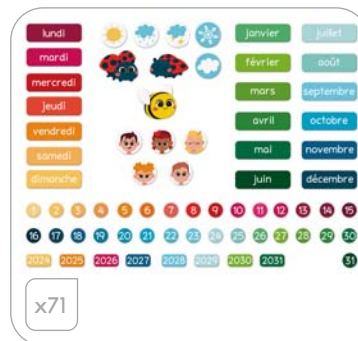 lundi
mardi
mercredi
jeudi
vendredi
samedi
dimanche
janvier
février
mars
avril
mai
juin
juillet
août
septembre
octobre
novembre
décembre
1 2 3 4 5 6 7 8 9 10 11 12 13 14 15
16 17 18 19 20 21 22 23 24 25 26 27 28 29 30
2024 2025 2026 2027 2028 2029 2030 2031 31
x71